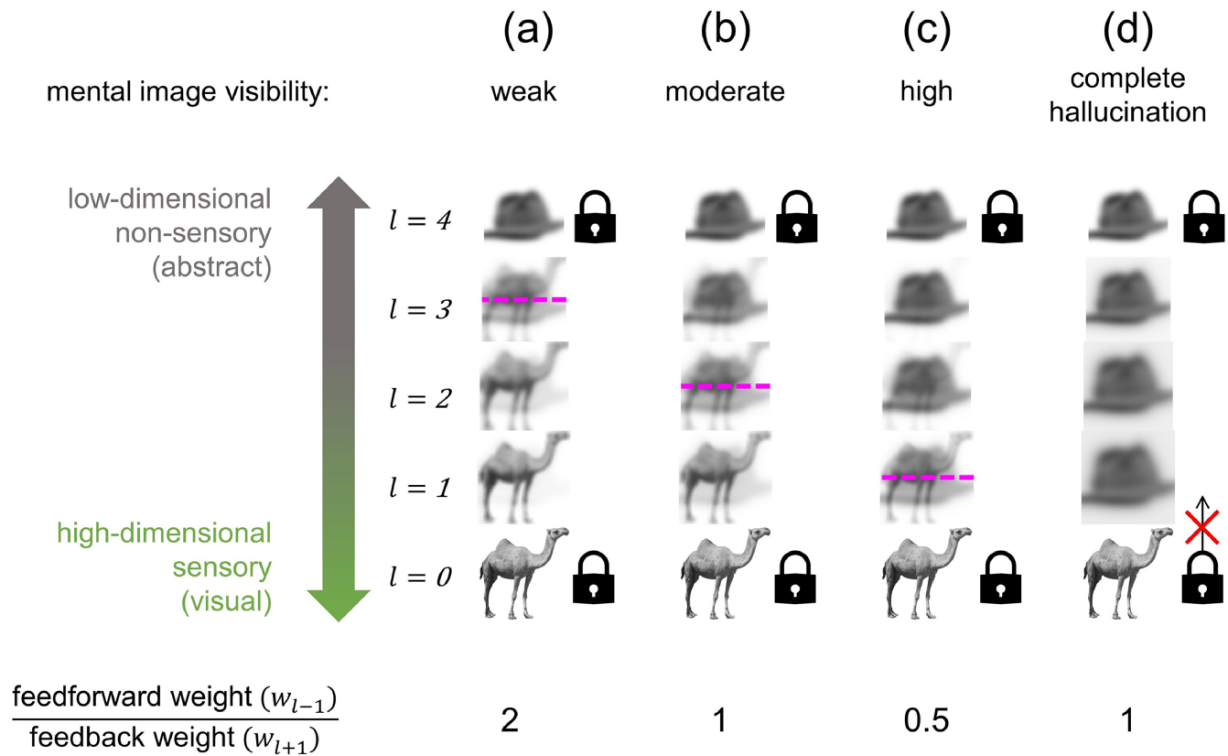 (a) (b) (c) (d)
mental image visibility: weak moderate high complete
hallucination
low-dimensional
non-sensory
(abstract)
l = 4
l = 3
l = 2
l = 1
high-dimensional
sensory
(visual)
l = 0
feedforward weight (w_{l−1})
feedback weight (w_{l+1})
2 1 0.5 1